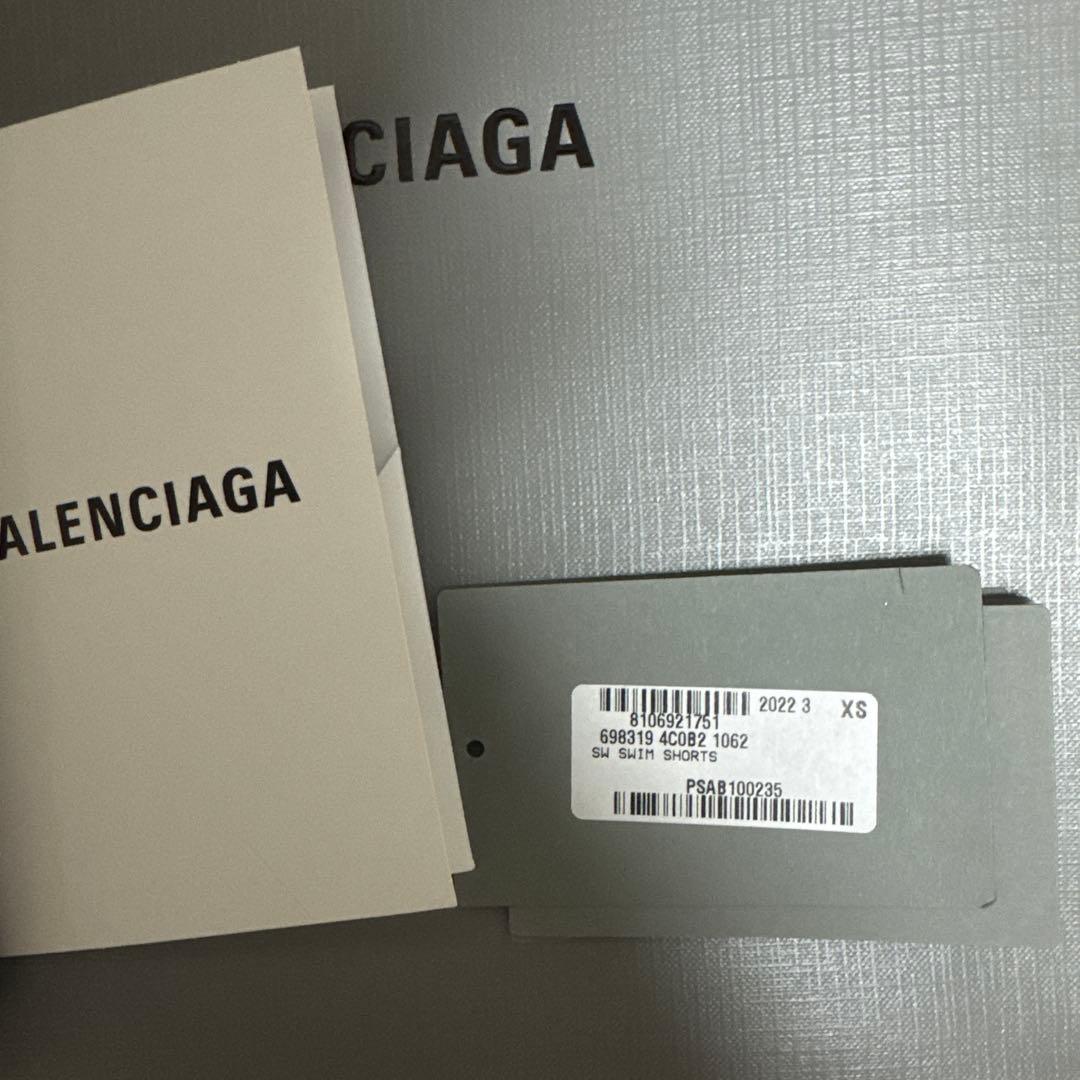 CIAGA
ALENCIAGA
2022 3 XS
8106921751
698319 4C0B2 1062
SW SWIM SHORTS
PSAB100235